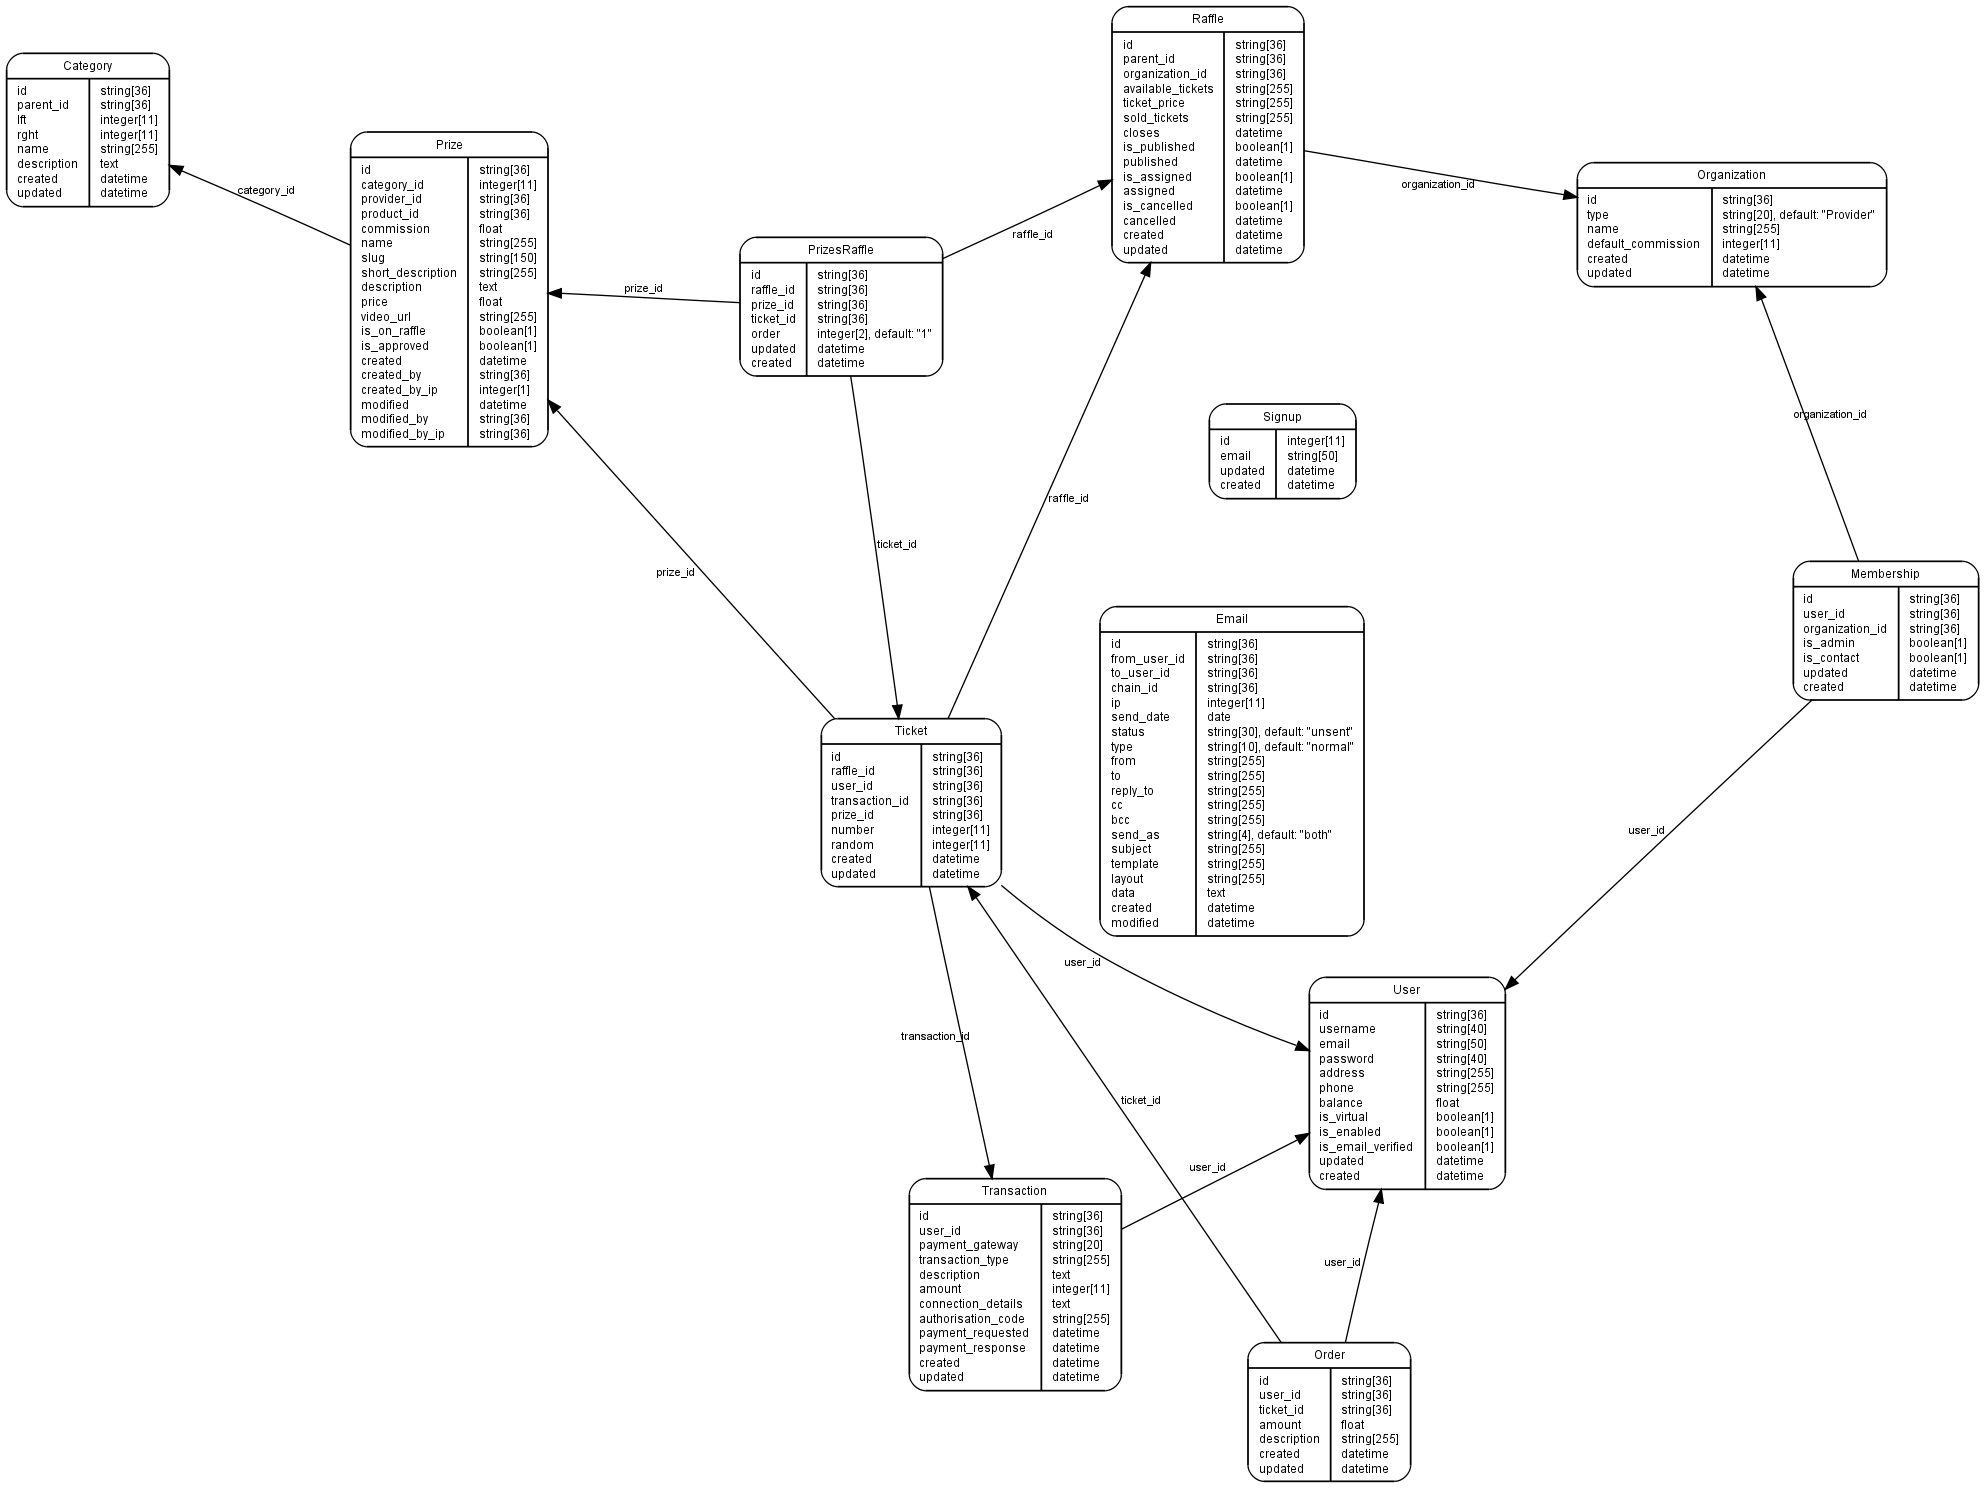 Raffle
id string[36]
parent_id string[36]
organization_id string[36]
available_tickets string[255]
ticket_price string[255]
sold_tickets string[255]
closes datetime
is_published boolean[1]
published datetime
is_assigned boolean[1]
assigned datetime
is_cancelled boolean[1]
cancelled datetime
created datetime
updated datetime
Category
id string[36]
parent_id string[36]
lft integer[11]
rght integer[11]
name string[255]
description text
created datetime
updated datetime
category_id
Prize
id string[36]
category_id integer[11]
provider_id string[36]
product_id string[36]
commission float
name string[255]
slug string[150]
short_description string[255]
description text
price float
video_url string[255]
is_on_raffle boolean[1]
is_approved boolean[1]
created datetime
created_by string[36]
created_by_ip integer[1]
modified datetime
modified_by string[36]
modified_by_ip string[36]
prize_id
PrizesRaffle
id string[36]
raffle_id string[36]
prize_id string[36]
ticket_id string[36]
order integer[2], default: "1"
updated datetime
created datetime
raffle_id
organization_id
Organization
id string[36]
type string[20], default: "Provider"
name string[255]
default_commission integer[11]
created datetime
updated datetime
organization_id
Signup
id integer[11]
email string[50]
updated datetime
created datetime
raffle_id
ticket_id
prize_id
Membership
id string[36]
user_id string[36]
organization_id string[36]
is_admin boolean[1]
is_contact boolean[1]
updated datetime
created datetime
Email
id string[36]
from_user_id string[36]
to_user_id string[36]
chain_id string[36]
ip integer[11]
send_date date
status string[30], default: "unsent"
type string[10], default: "normal"
from string[255]
to string[255]
reply_to string[255]
cc string[255]
bcc string[255]
send_as string[4], default: "both"
subject string[255]
template string[255]
layout string[255]
data text
created datetime
modified datetime
Ticket
id string[36]
raffle_id string[36]
user_id string[36]
transaction_id string[36]
prize_id string[36]
number integer[11]
random integer[11]
created datetime
updated datetime
user_id
user_id
transaction_id
ticket_id
User
id string[36]
username string[40]
email string[50]
password string[40]
address string[255]
phone string[255]
balance float
is_virtual boolean[1]
is_enabled boolean[1]
is_email_verified boolean[1]
updated datetime
created datetime
user_id
Transaction
id string[36]
user_id string[36]
payment_gateway string[20]
transaction_type string[255]
description text
amount integer[11]
connection_details text
authorisation_code string[255]
payment_requested datetime
payment_response datetime
created datetime
updated datetime
user_id
Order
id string[36]
user_id string[36]
ticket_id string[36]
amount float
description string[255]
created datetime
updated datetime